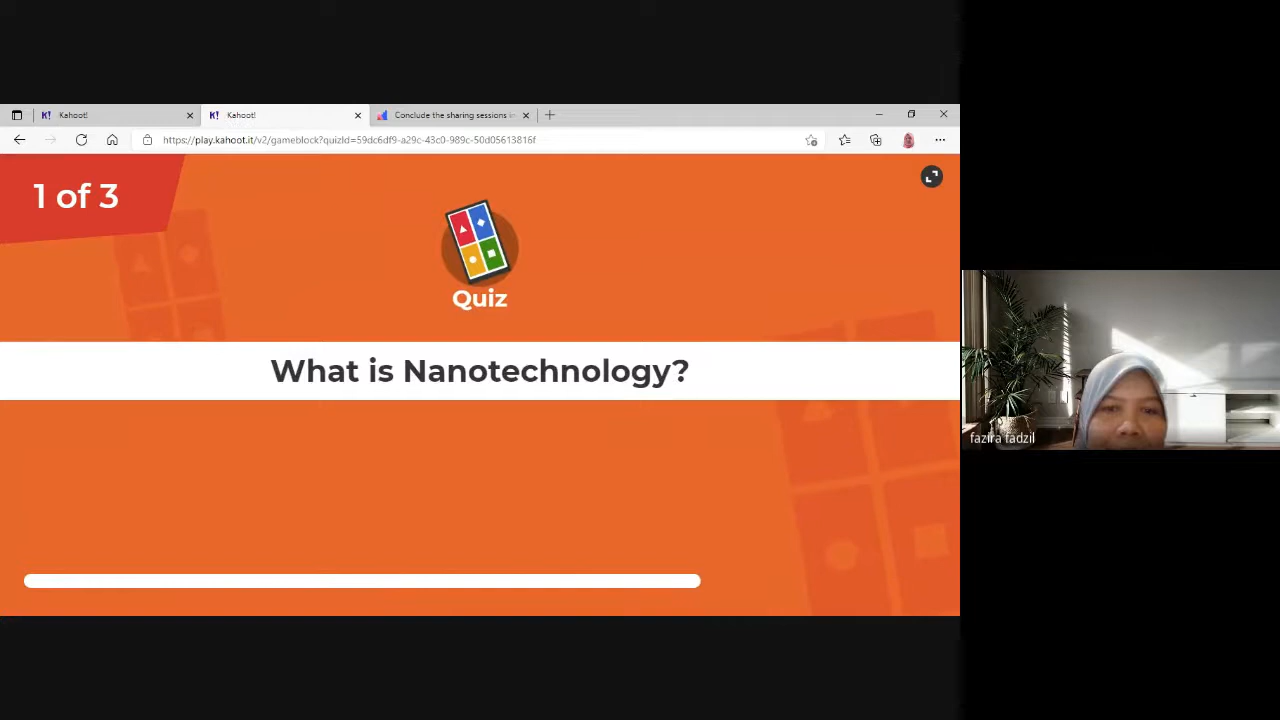 K! Kahoot!
K! Kahoot!
Conclude the sharing sessions in
https://play.kahoot.it/v2/gameblock?quizId=59dc6df9-a29c-43c0-989c-50d05613816f
1 of 3
Quiz
What is Nanotechnology?
fazira fadzil